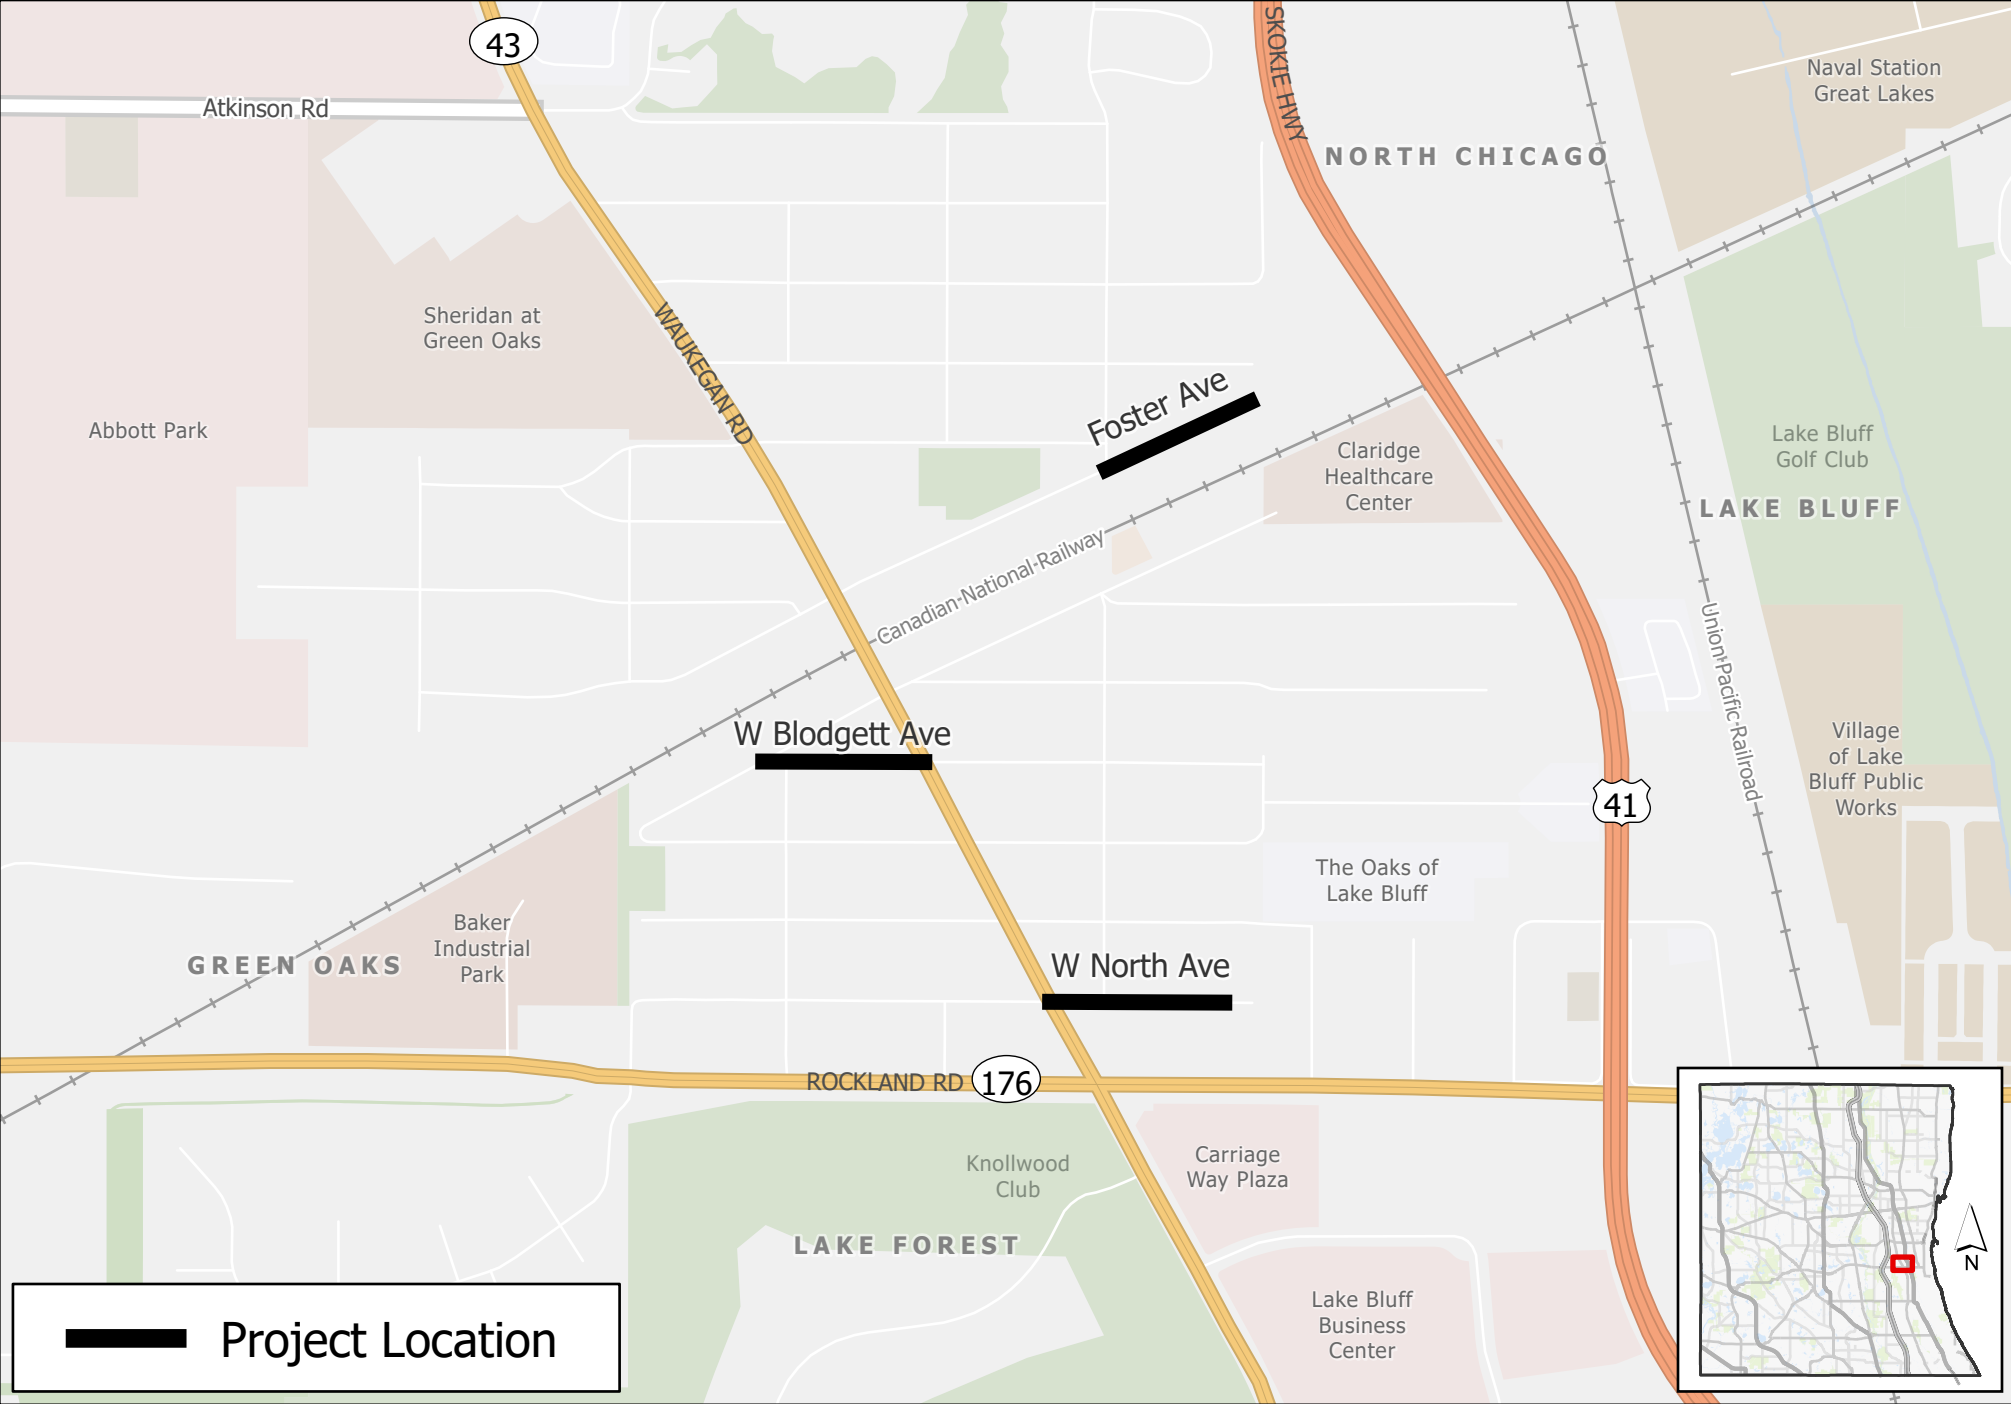 43
SKOKIE HWY
Naval Station
Great Lakes
Atkinson Rd
NORTH CHICAGO
Sheridan at
Green Oaks
WAUKEGAN RD
Foster Ave
Abbott Park
Claridge
Healthcare
Center
Lake Bluff
Golf Club
LAKE BLUFF
Canadian-National-Railway
Union-Pacific-Railroad
W Blodgett Ave
Village
of Lake
Bluff Public
Works
41
The Oaks of
Lake Bluff
Baker
Industrial
Park
GREEN OAKS
W North Ave
ROCKLAND RD
176
Knollwood
Club
Carriage
Way Plaza
LAKE FOREST
N
Lake Bluff
Business
Center
Project Location